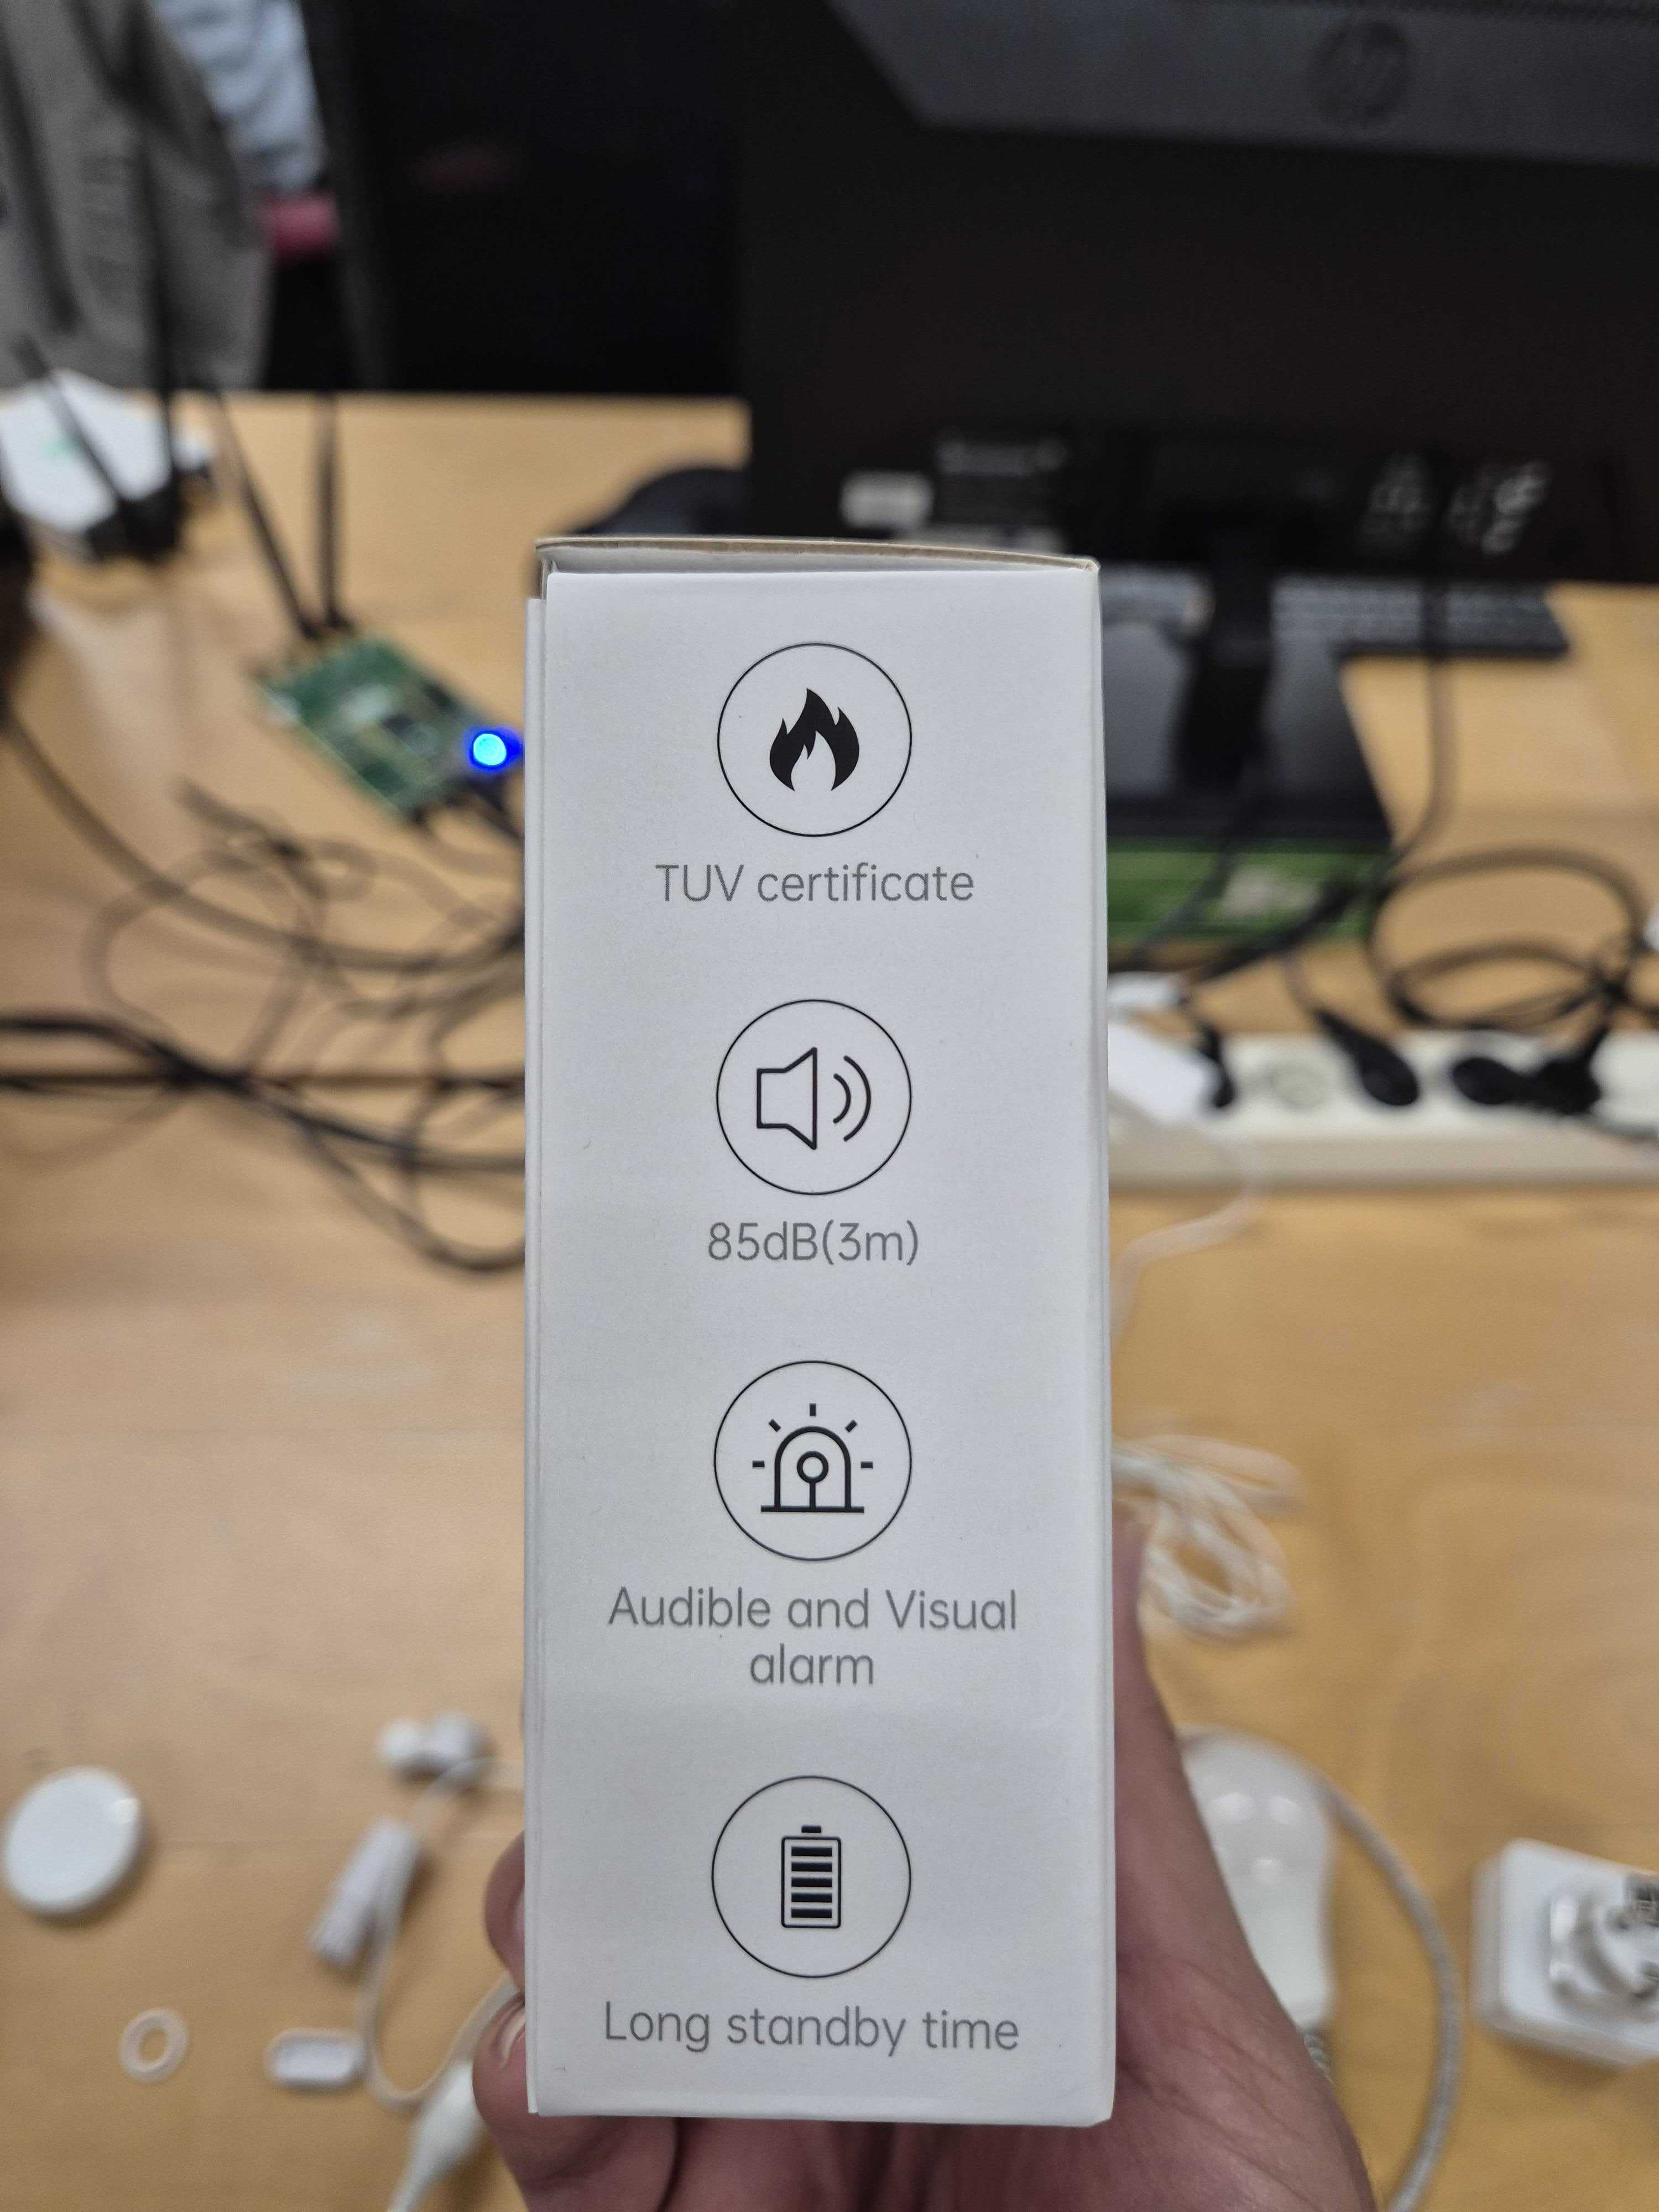 TUV certificate
85dB(3m)
Audible and Visual
alarm
Long standby time